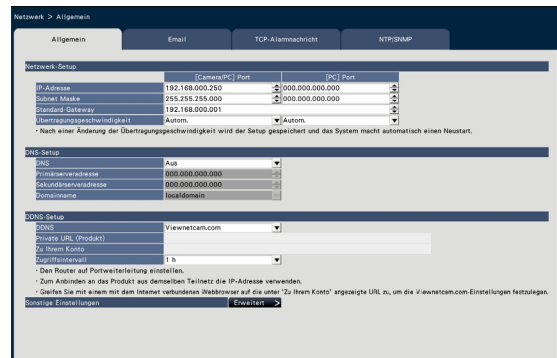 Netzwerk > Allgemein
Allgemein Email TCP-Alarmnachricht NTP/SNMP
Netzwerk-Setup
[Camera/PC] Port [PC] Port
IP-Adresse 192.168.000.250 000.000.000.000
Subnet Maske 255.255.255.000 000.000.000.000
Standard-Gateway 192.168.000.001
Übertragungsgeschwindigkeit Autom. Autom.
・Nach einer Änderung der Übertragungsgeschwindigkeit wird der Setup gespeichert und das System macht automatisch einen Neustart.
DNS-Setup
DNS Aus
Primärserveradresse 000.000.000.000
Sekundärserveradresse 000.000.000.000
Domainname localdomain
DDNS-Setup
DDNS Viewnetcam.com
Private URL (Produkt)
Zu Ihrem Konto
Zugriffsintervall 1 h
・Den Router auf Portweiterleitung einstellen.
・Zum Anbinden an das Produkt aus demselben Teilnetz die IP-Adresse verwenden.
・Greifen Sie mit einem mit dem Internet verbundenen Webbrowser auf die unter "Zu Ihrem Konto" angezeigte URL zu, um die Viewnetcam.com-Einstellungen festzulegen.
Sonstige Einstellungen Erweitert >